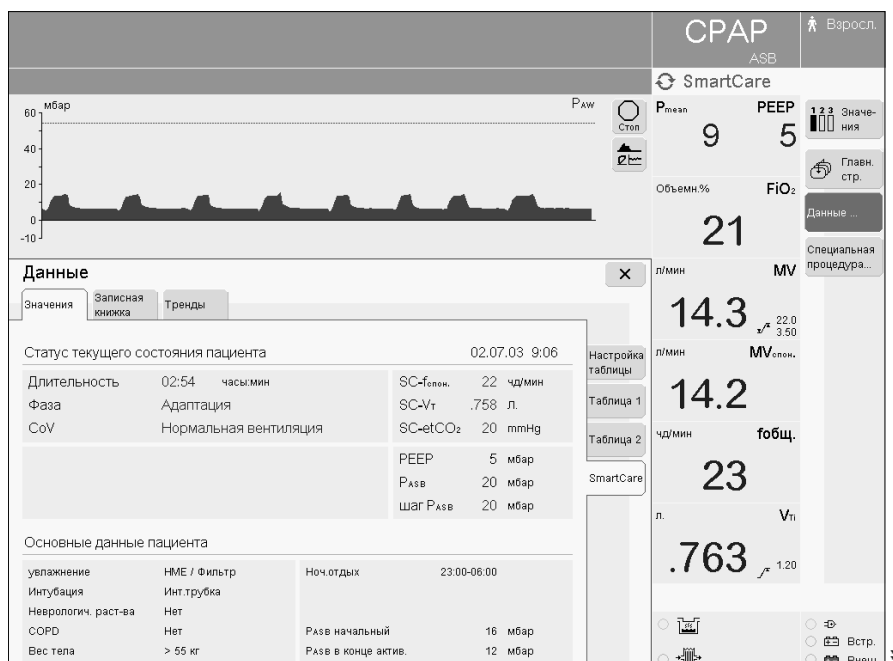 CPAP
ASB
Взросл.
SmartCare
мбар
Paw
60
40
20
0
-10
Стоп
Pmean
PEEP
9
5
1 2 3 Значе-
ния
Главн.
стр.
Данные ...
Специальная
процедура...
Объемн.%
FiO₂
21
л/мин
MV
14.3
22.0
3.50
л/мин
MVспон.
14.2
чд/мин
fобщ.
23
л.
VTi
.763
1.20
Встр.
Данные
Значения
Записная
книжка
Тренды
Статус текущего состояния пациента
02.07.03 9:06
Длительность 02:54 часы:мин
Фаза Адаптация
CoV Нормальная вентиляция
SC-fспон. 22 чд/мин
SC-VT .758 л.
SC-etCO₂ 20 mmHg
PEEP 5 мбар
PASB 20 мбар
шаг PASB 20 мбар
Настройка
таблицы
Таблица 1
Таблица 2
SmartCare
Основные данные пациента
увлажнение HME / Фильтр
Интубация Инт.трубка
Неврологич. раст-ва Нет
COPD Нет
Вес тела > 55 кг
Ноч.отдых 23:00-06:00
PASB начальный 16 мбар
PASB в конце актив. 12 мбар